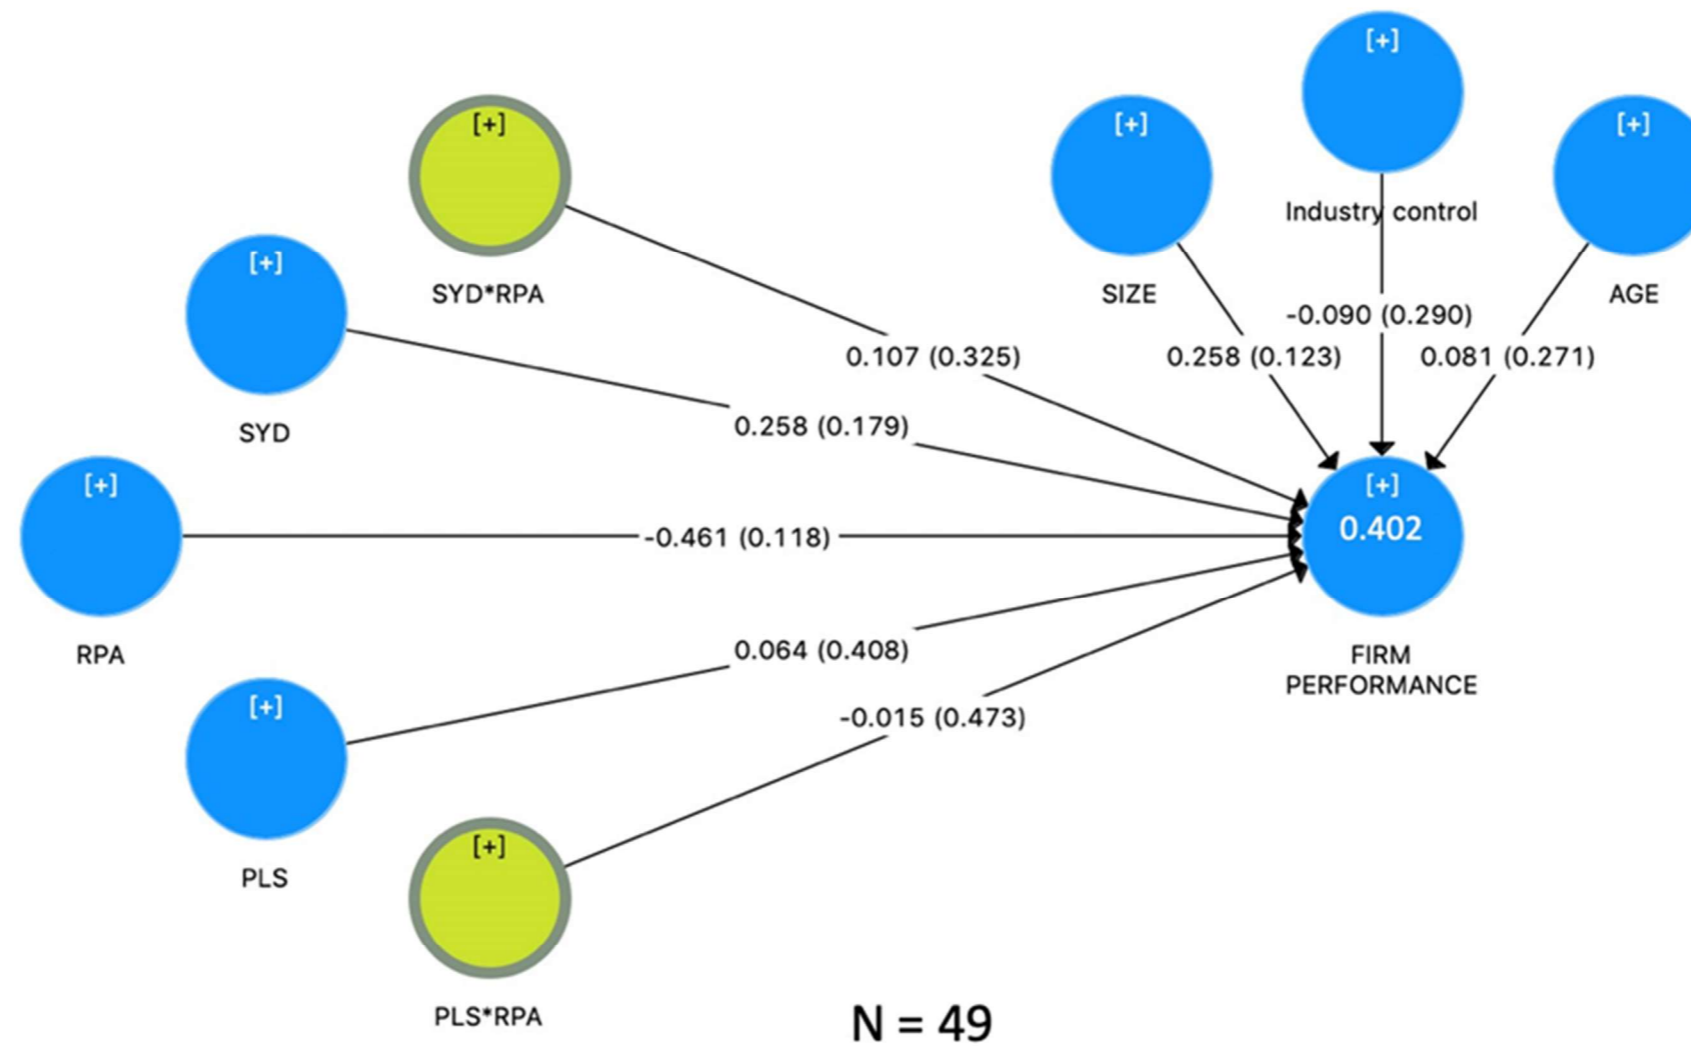 [+]
[+]
[+]
[+]
Industry control
[+]
SYD*RPA
SIZE
AGE
-0.090 (0.290)
0.107 (0.325)
0.258 (0.123)
0.081 (0.271)
[+]
SYD
0.258 (0.179)
[+]
[+]
0.402
-0.461 (0.118)
RPA
FIRM
PERFORMANCE
0.064 (0.408)
[+]
-0.015 (0.473)
PLS
[+]
PLS*RPA
N = 49